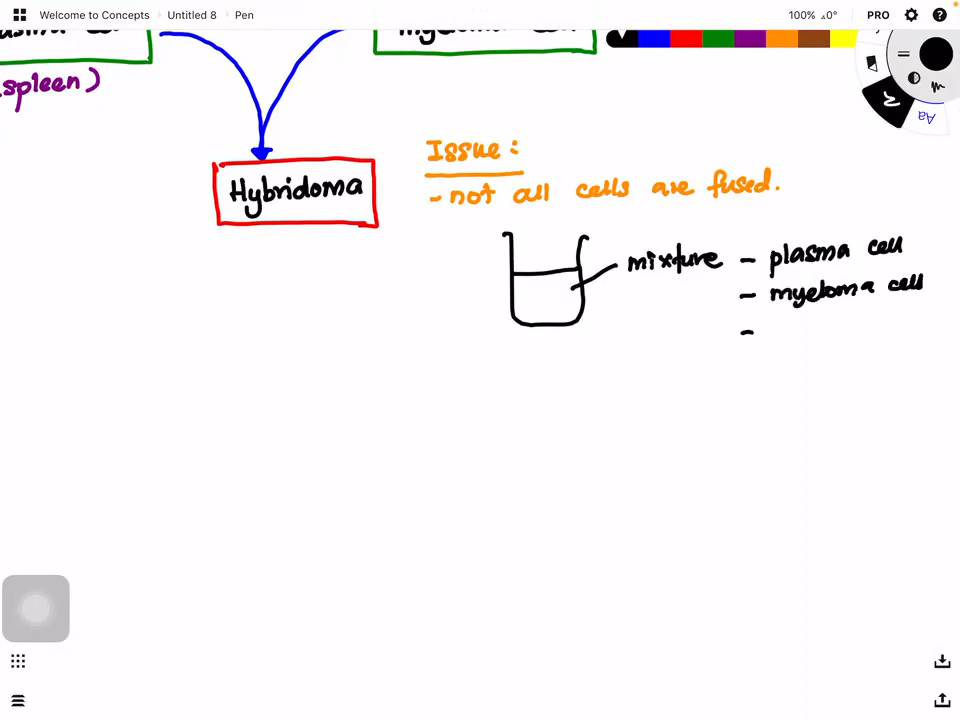 Welcome to Concepts › Untitled 8 › Pen
100% 0° PRO
spleen)
Hybridoma
Issue:
- not all cells are fused.
mixture - plasma cell
- myeloma cell
-
Aa